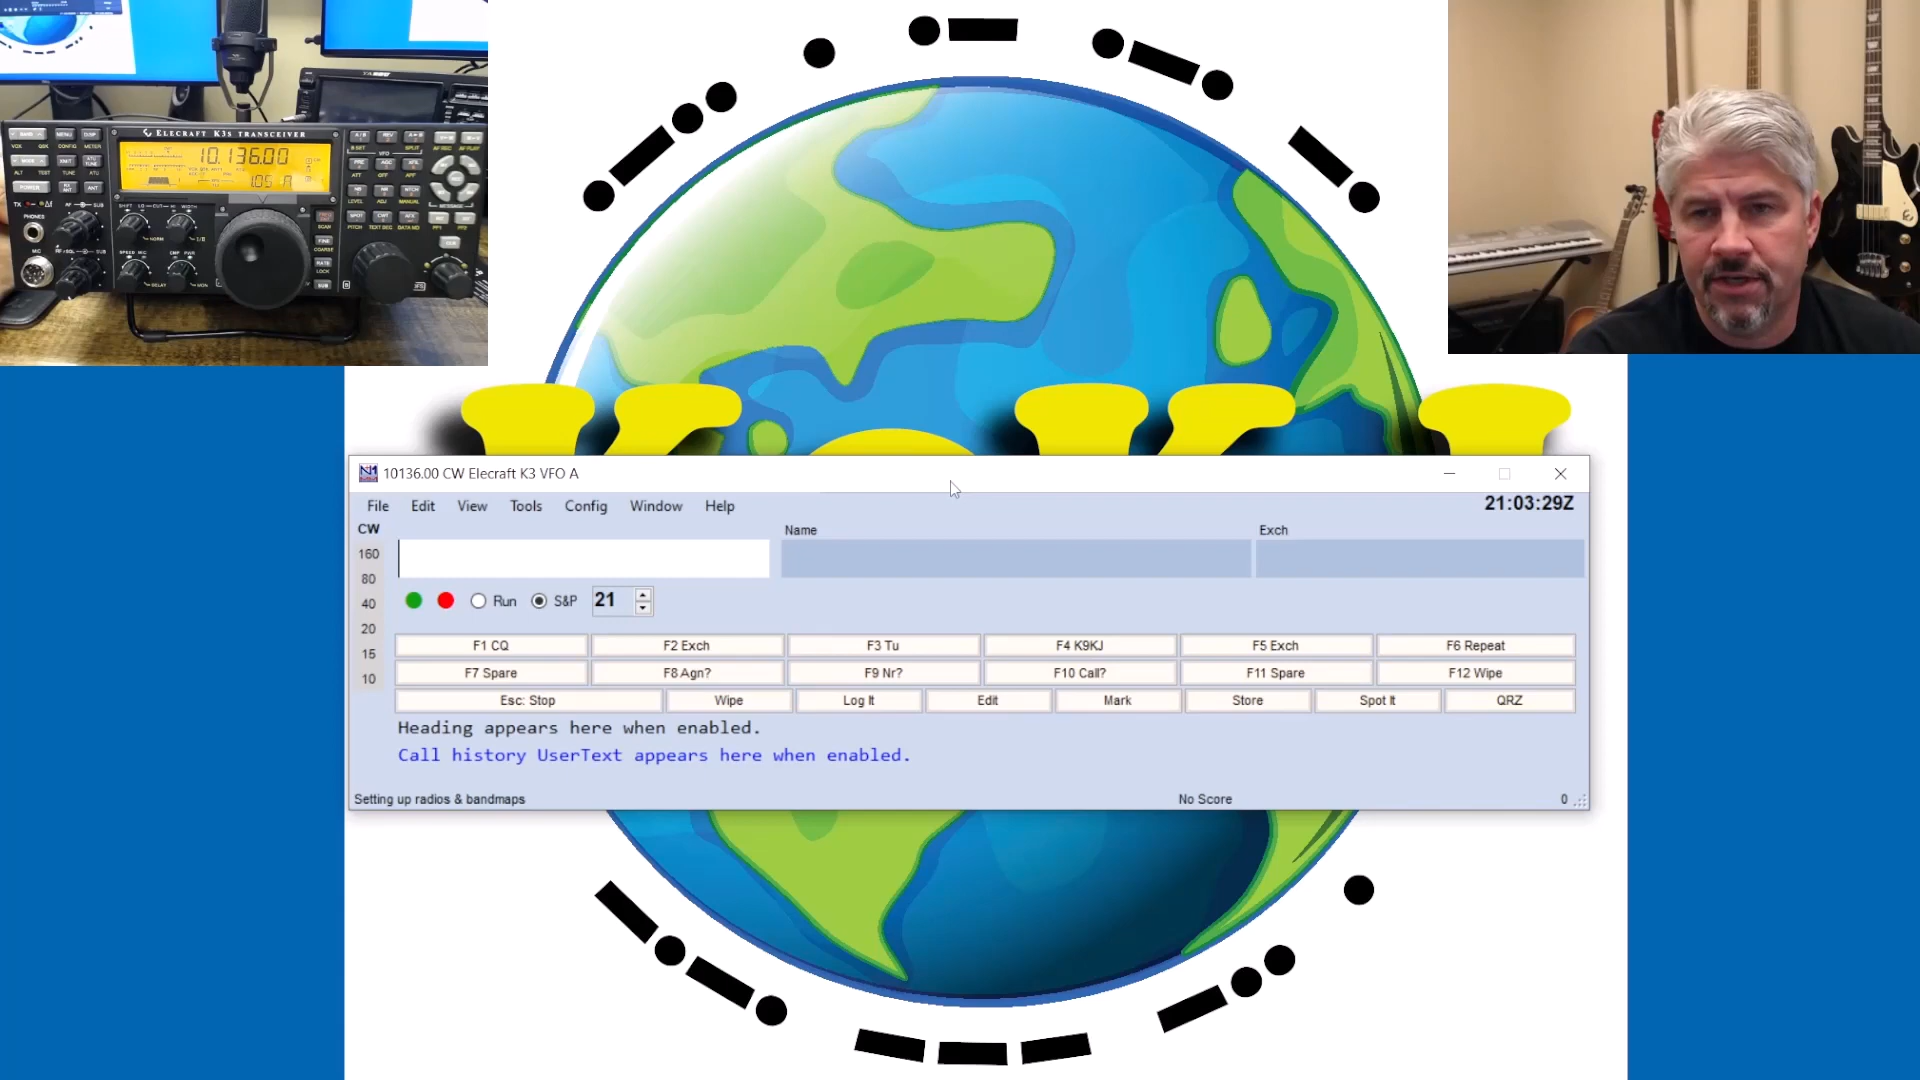 ELECRAFT K3S TRANSCEIVER
10.136.00
PHONES
MIC
10136.00 CW Elecraft K3 VFO A
File Edit View Tools Config Window Help
21:03:29Z
CW
Name
Exch
160
80
40
20
15
10
Run S&P 21
F1 CQ F2 Exch F3 Tu F4 K9KJ F5 Exch F6 Repeat
F7 Spare F8 Agn? F9 Nr? F10 Call? F11 Spare F12 Wipe
Esc: Stop Wipe Log It Edit Mark Store Spot It QRZ
Heading appears here when enabled.
Call history UserText appears here when enabled.
Setting up radios & bandmaps No Score 0